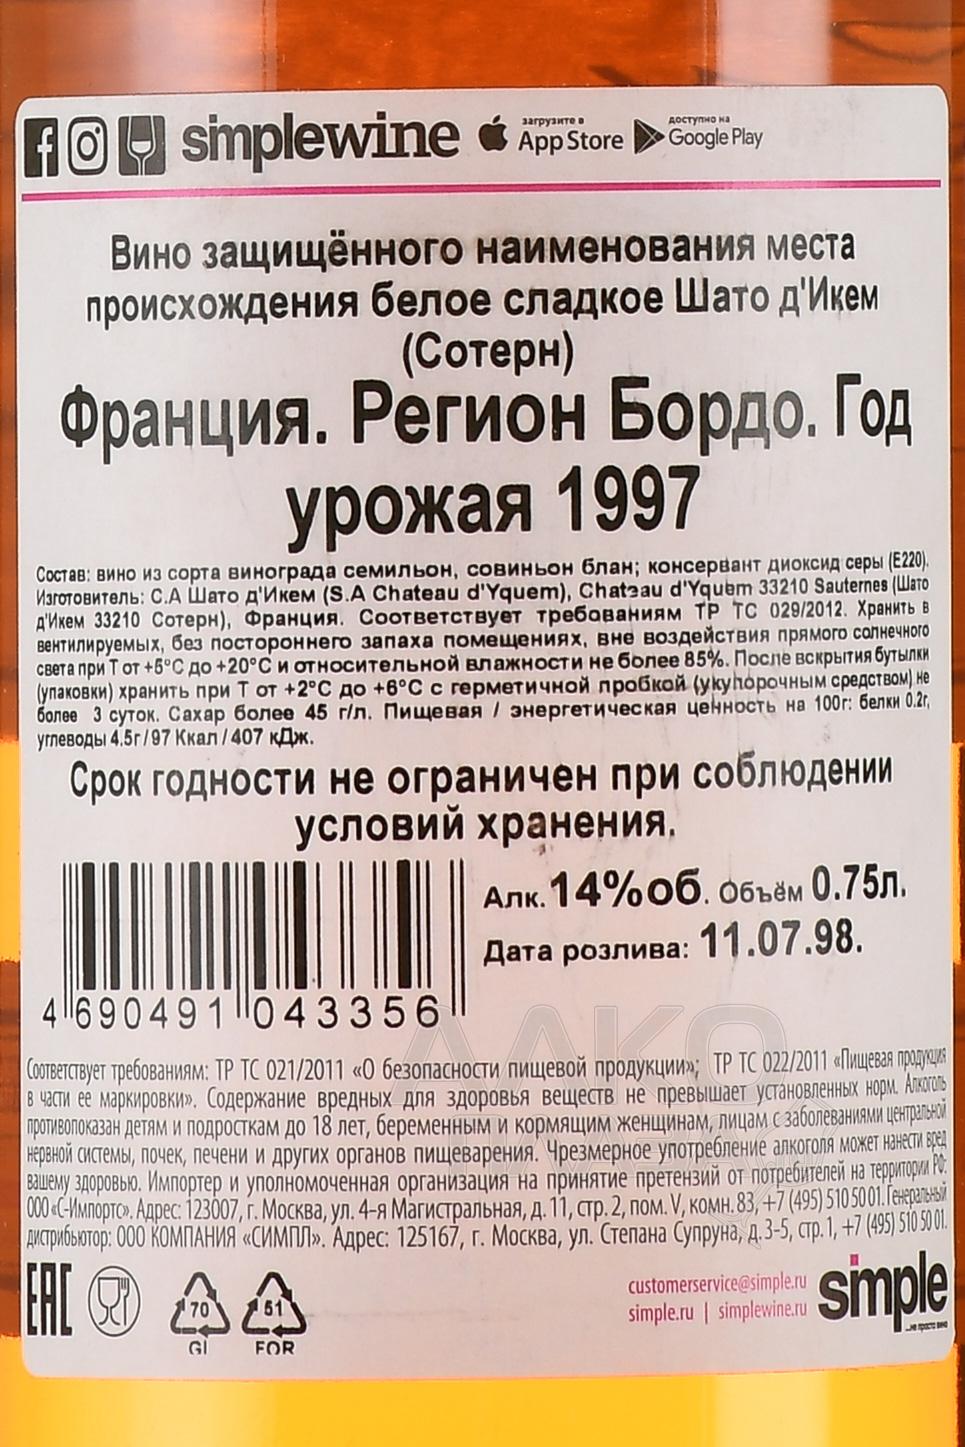 simplewine загрузите в App Store доступно на Google Play
Вино защищённого наименования места
происхождения белое сладкое Шато д'Икем
(Сотерн)
Франция. Регион Бордо. Год
урожая 1997
Состав: вино из сорта винограда семильон, совиньон блан; консервант диоксид серы (Е220).
Изготовитель: С.А Шато д'Икем (S.A Chateau d'Yquem), Chateau d'Yquem 33210 Sauternes (Шато
д'Икем 33210 Сотерн), Франция. Соответствует требованиям ТР ТС 029/2012. Хранить в
вентилируемых, без постороннего запаха помещениях, вне воздействия прямого солнечного
света при Т от +5°С до +20°С и относительной влажности не более 85%. После вскрытия бутылки
(упаковки) хранить при Т от +2°С до +6°С с герметичной пробкой (укупорочным средством) не
более 3 суток. Сахар более 45 г/л. Пищевая / энергетическая ценность на 100г: белки 0.2г,
углеводы 4,5г / 97 Ккал / 407 кДж.
Срок годности не ограничен при соблюдении
условий хранения.
Алк. 14%об. Объём 0.75л.
Дата розлива: 11.07.98.
4 690491 043356
Соответствует требованиям: ТР ТС 021/2011 «О безопасности пищевой продукции»; ТР ТС 022/2011 «Пищевая продукция
в части ее маркировки». Содержание вредных для здоровья веществ не превышает установленных норм. Алкоголь
противопоказан детям и подросткам до 18 лет, беременным и кормящим женщинам, лицам с заболеваниями центральной
нервной системы, почек, печени и других органов пищеварения. Чрезмерное употребление алкоголя может нанести вред
вашему здоровью. Импортер и уполномоченная организация на принятие претензий от потребителей на территории РФ:
ООО «С-Импортс». Адрес: 123007, г. Москва, ул. 4-я Магистральная, д. 11, стр. 2, пом. V, комн. 83, +7 (495) 510 50 01. Генеральный
дистрибьютор: ООО КОМПАНИЯ «СИМПЛ». Адрес: 125167, г. Москва, ул. Степана Супруна, д. 3-5, стр. 1, +7 (495) 510 50 01.
EAC 70 GL 51 FOR
customerservice@simple.ru
simple.ru | simplewine.ru
simple
...не просто вино
АЛКО
ПЛАЗА